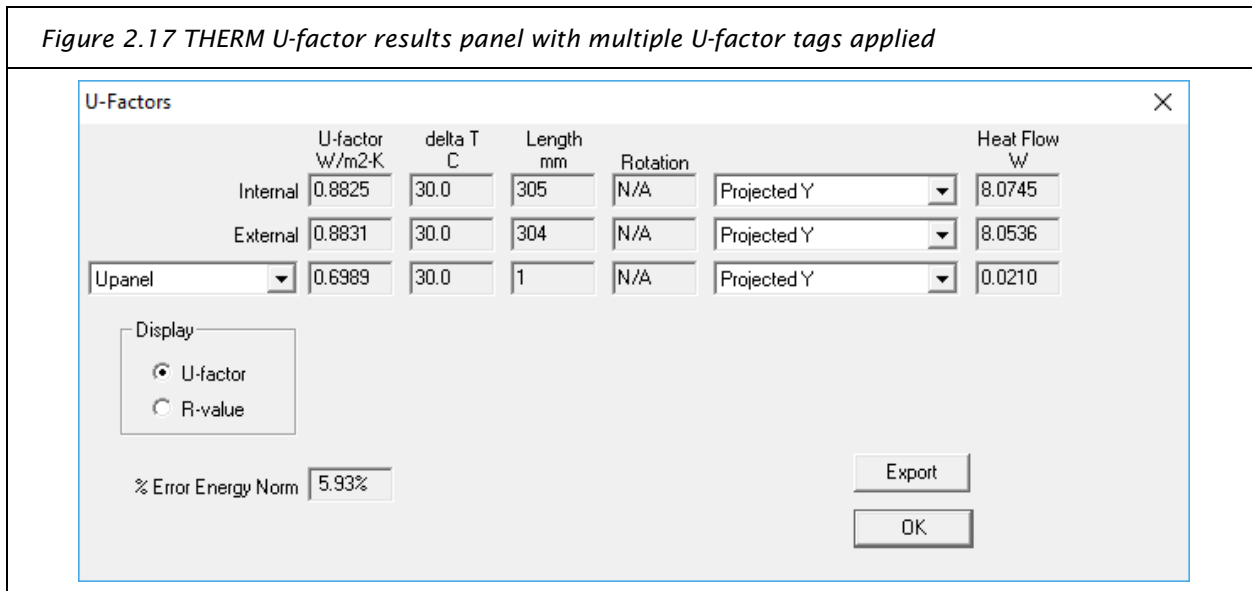 Figure 2.17 THERM U-factor results panel with multiple U-factor tags applied
U-Factors
U-factor delta T Length Heat Flow
W/m2-K C mm Rotation W
Internal 0.8825 30.0 305 N/A Projected Y 8.0745
External 0.8831 30.0 304 N/A Projected Y 8.0536
Upanel 0.6989 30.0 1 N/A Projected Y 0.0210
Display
U-factor
R-value
% Error Energy Norm 5.93%
Export
OK